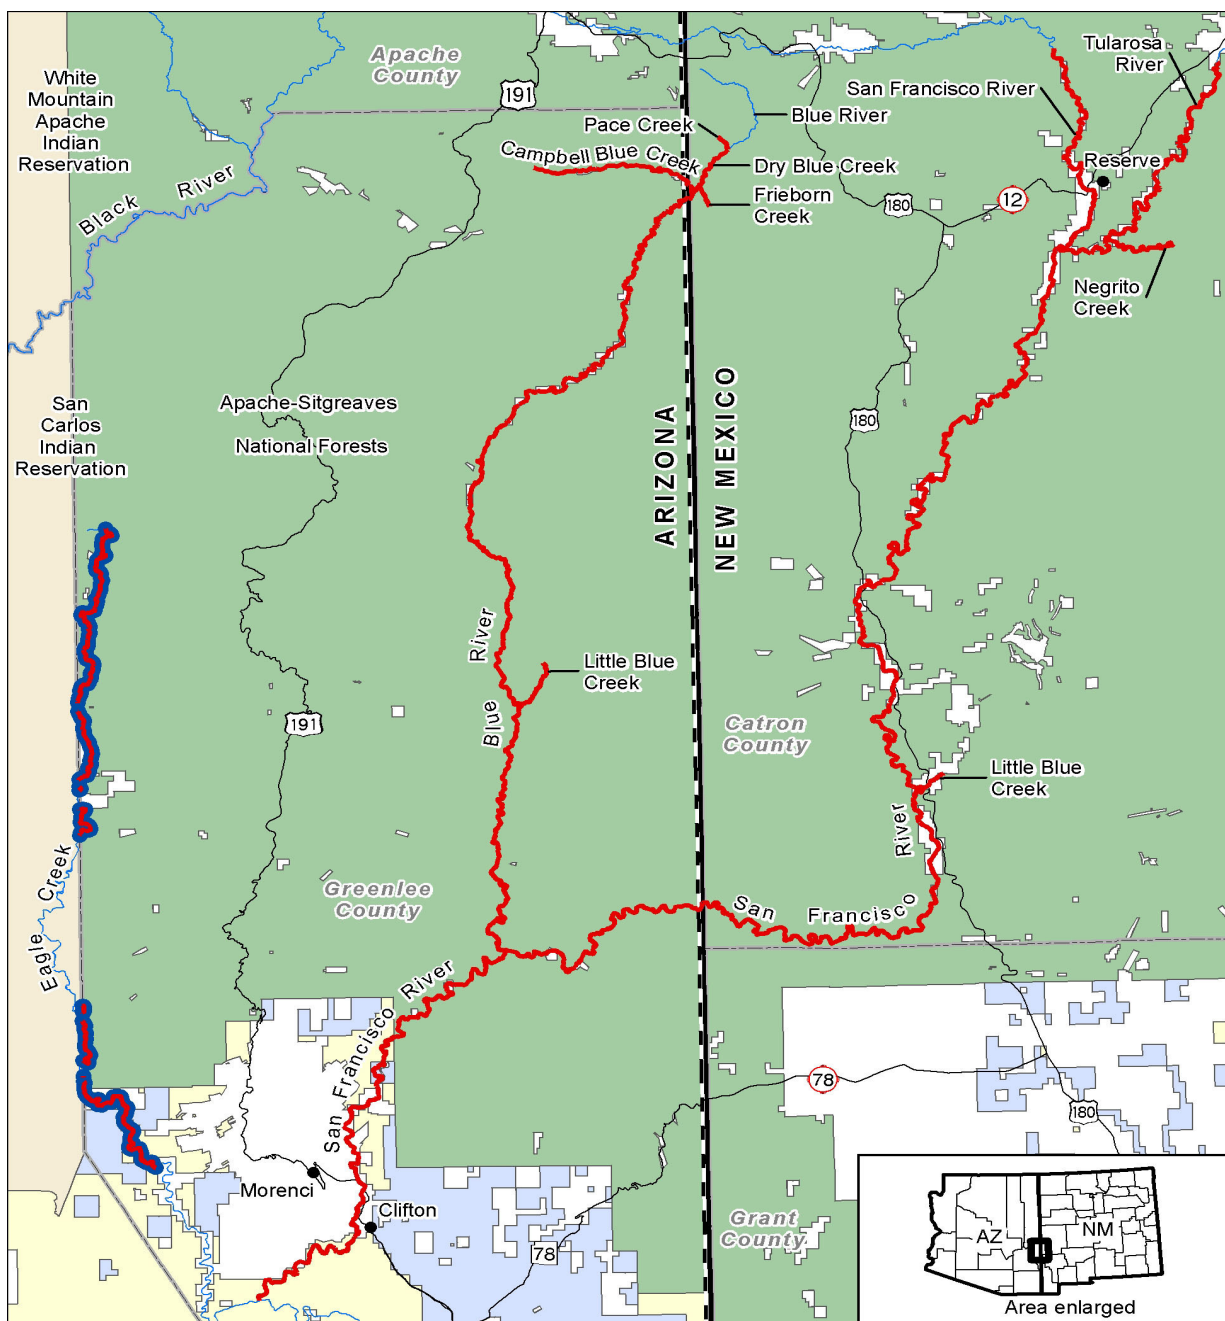 Apache
County
Tularosa
River
White
Mountain
Apache
Indian
Reservation
191
San Francisco River
Blue River
Pace Creek
Campbell Blue Creek
Dry Blue Creek
Reserve
Frieborn
Creek
180
12
Black River
Negrito
Creek
San
Carlos
Indian
Reservation
Apache-Sitgreaves
National Forests
180
ARIZONA
NEW MEXICO
Blue River
Little Blue
Creek
191
Catron
County
Little Blue
Creek
Eagle Creek
Greenlee
County
San Francisco River
San Francisco River
78
180
Morenci
Clifton
78
Grant
County
AZ
NM
Area enlarged